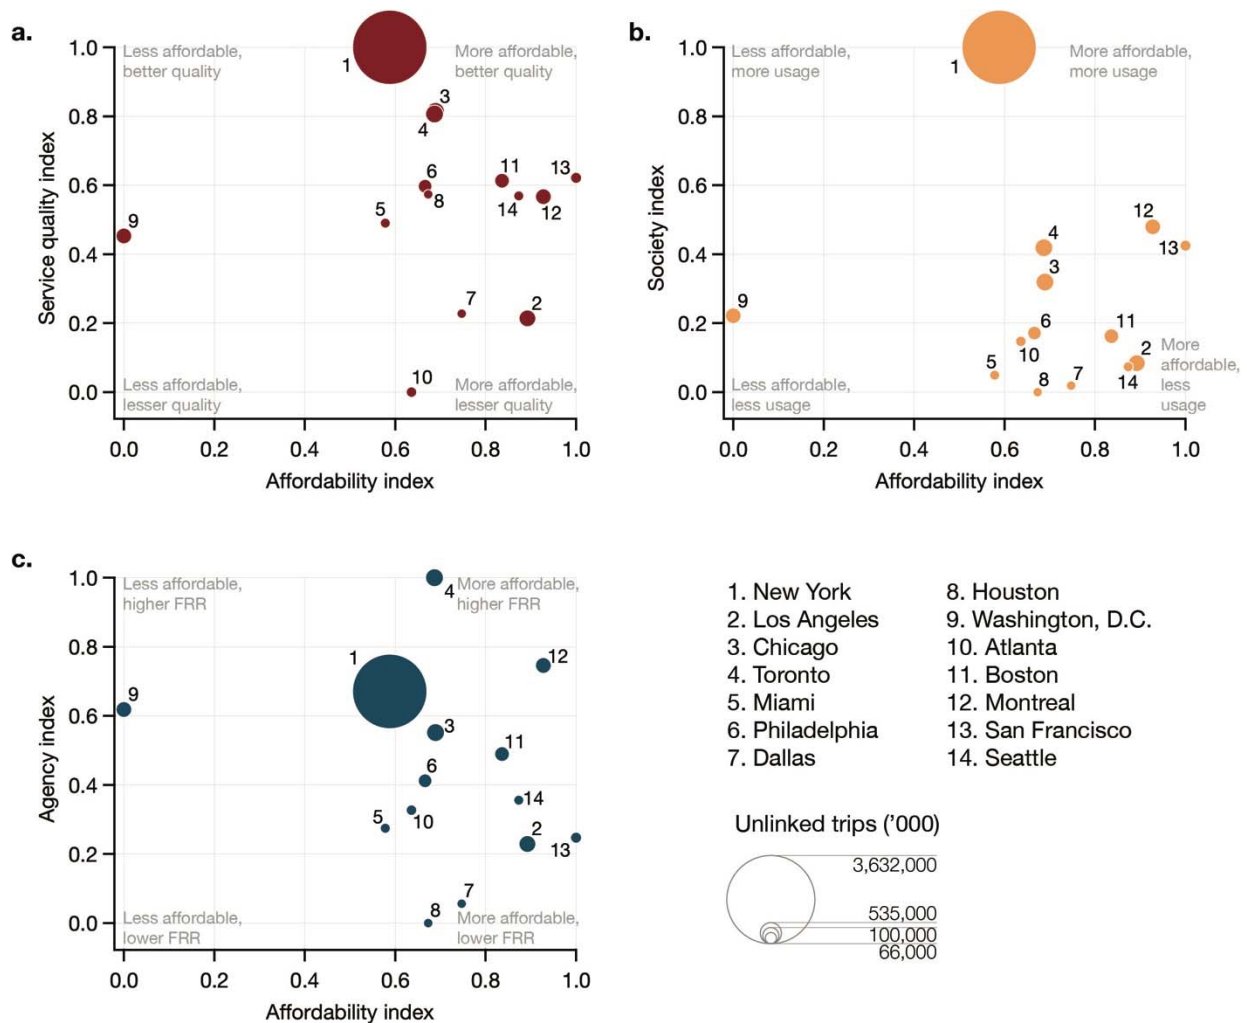 a.
1.0
0.8
0.6
0.4
0.2
0.0
Service quality index
Less affordable,
better quality
More affordable,
better quality
1
3
4
6
8
5
11
13
14
12
9
7
2
10
Less affordable,
lesser quality
More affordable,
lesser quality
0.0 0.2 0.4 0.6 0.8 1.0
Affordability index
b.
1.0
0.8
0.6
0.4
0.2
0.0
Society index
Less affordable,
more usage
More affordable,
more usage
1
12
4
13
3
9
6
11
10
2
5
8
7
14
Less affordable,
less usage
More
affordable,
less
usage
0.0 0.2 0.4 0.6 0.8 1.0
Affordability index
c.
1.0
0.8
0.6
0.4
0.2
0.0
Agency index
Less affordable,
higher FRR
More affordable,
higher FRR
4
1
12
9
3
11
6
14
5
10
2
13
7
8
Less affordable,
lower FRR
More affordable,
lower FRR
0.0 0.2 0.4 0.6 0.8 1.0
Affordability index
1. New York
2. Los Angeles
3. Chicago
4. Toronto
5. Miami
6. Philadelphia
7. Dallas
8. Houston
9. Washington, D.C.
10. Atlanta
11. Boston
12. Montreal
13. San Francisco
14. Seattle
Unlinked trips ('000)
3,632,000
535,000
100,000
66,000